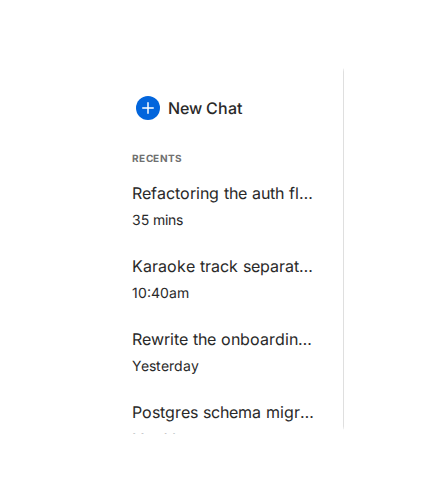 New Chat
RECENTS
Refactoring the auth fl...
35 mins
Karaoke track separat...
10:40am
Rewrite the onboardin...
Yesterday
Postgres schema migr...